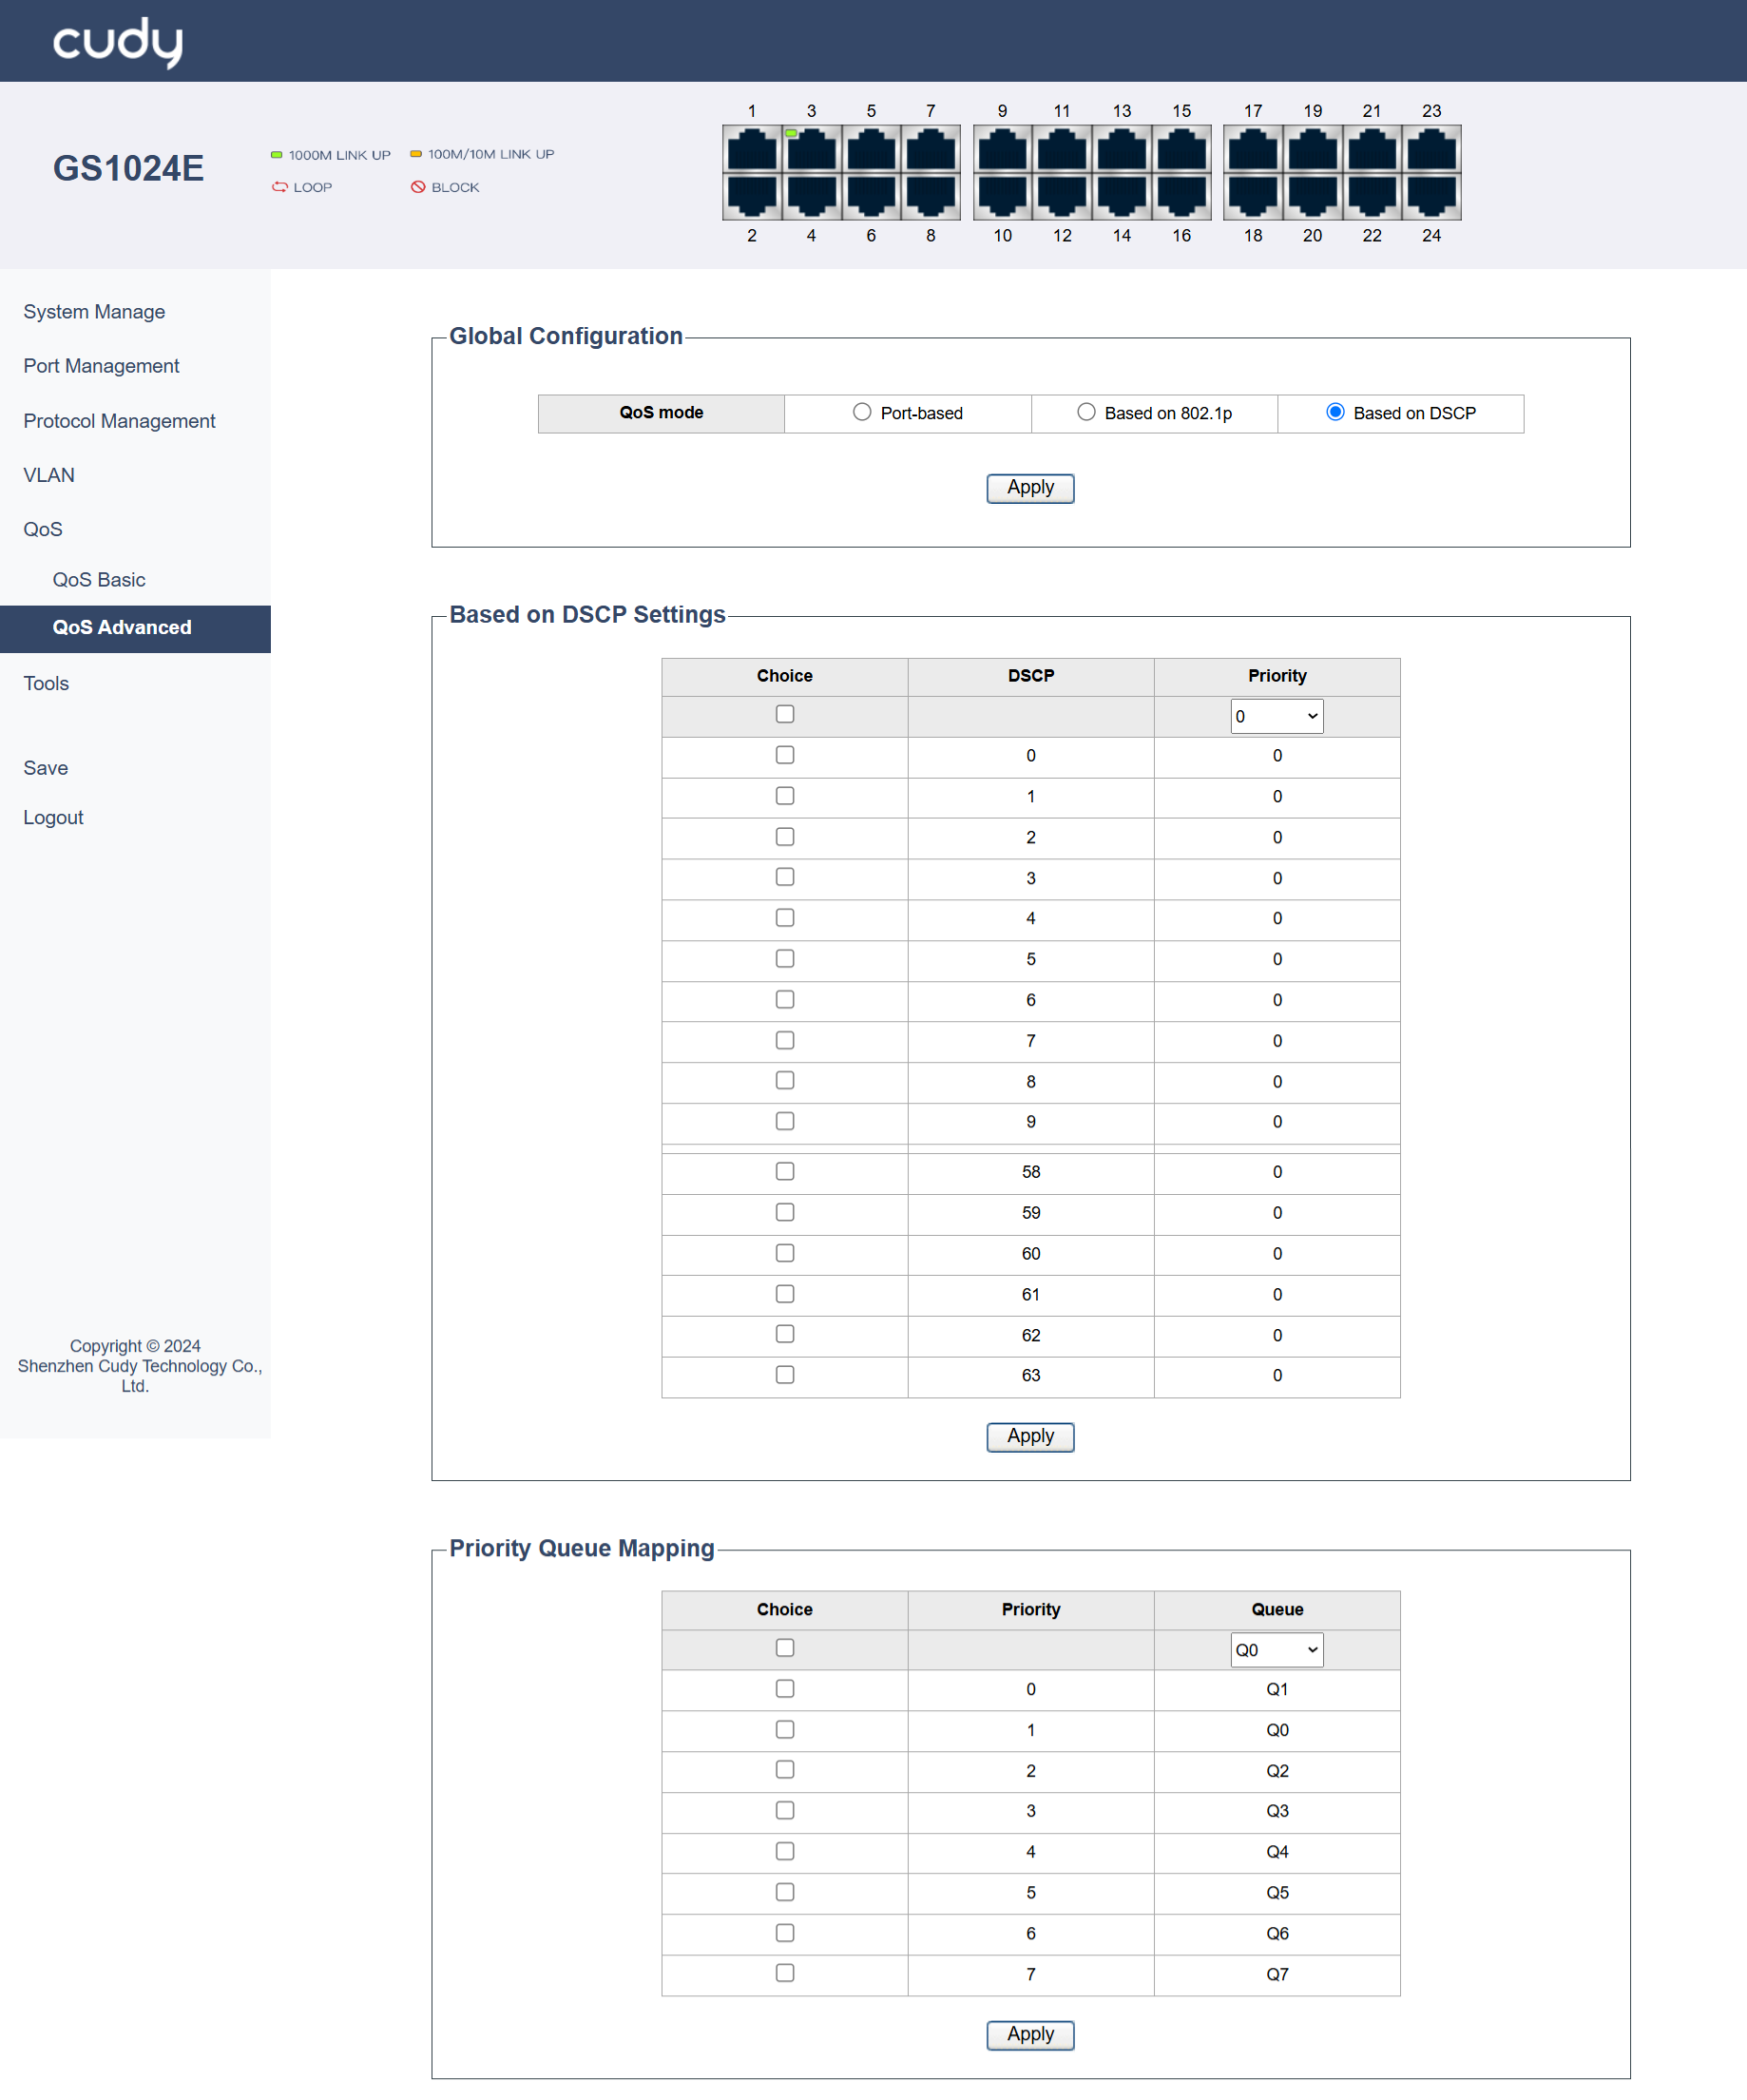 cudy
GS1024E
1000M LINK UP 100M/10M LINK UP
LOOP BLOCK
1 3 5 7 9 11 13 15 17 19 21 23
2 4 6 8 10 12 14 16 18 20 22 24
System Manage
Port Management
Protocol Management
VLAN
QoS
QoS Basic
QoS Advanced
Tools
Save
Logout
Copyright © 2024
Shenzhen Cudy Technology Co.,
Ltd.
Global Configuration
QoS mode Port-based Based on 802.1p Based on DSCP
Apply
Based on DSCP Settings
Choice DSCP Priority
0
0 0
1 0
2 0
3 0
4 0
5 0
6 0
7 0
8 0
9 0
58 0
59 0
60 0
61 0
62 0
63 0
Apply
Priority Queue Mapping
Choice Priority Queue
Q0
0 Q1
1 Q0
2 Q2
3 Q3
4 Q4
5 Q5
6 Q6
7 Q7
Apply